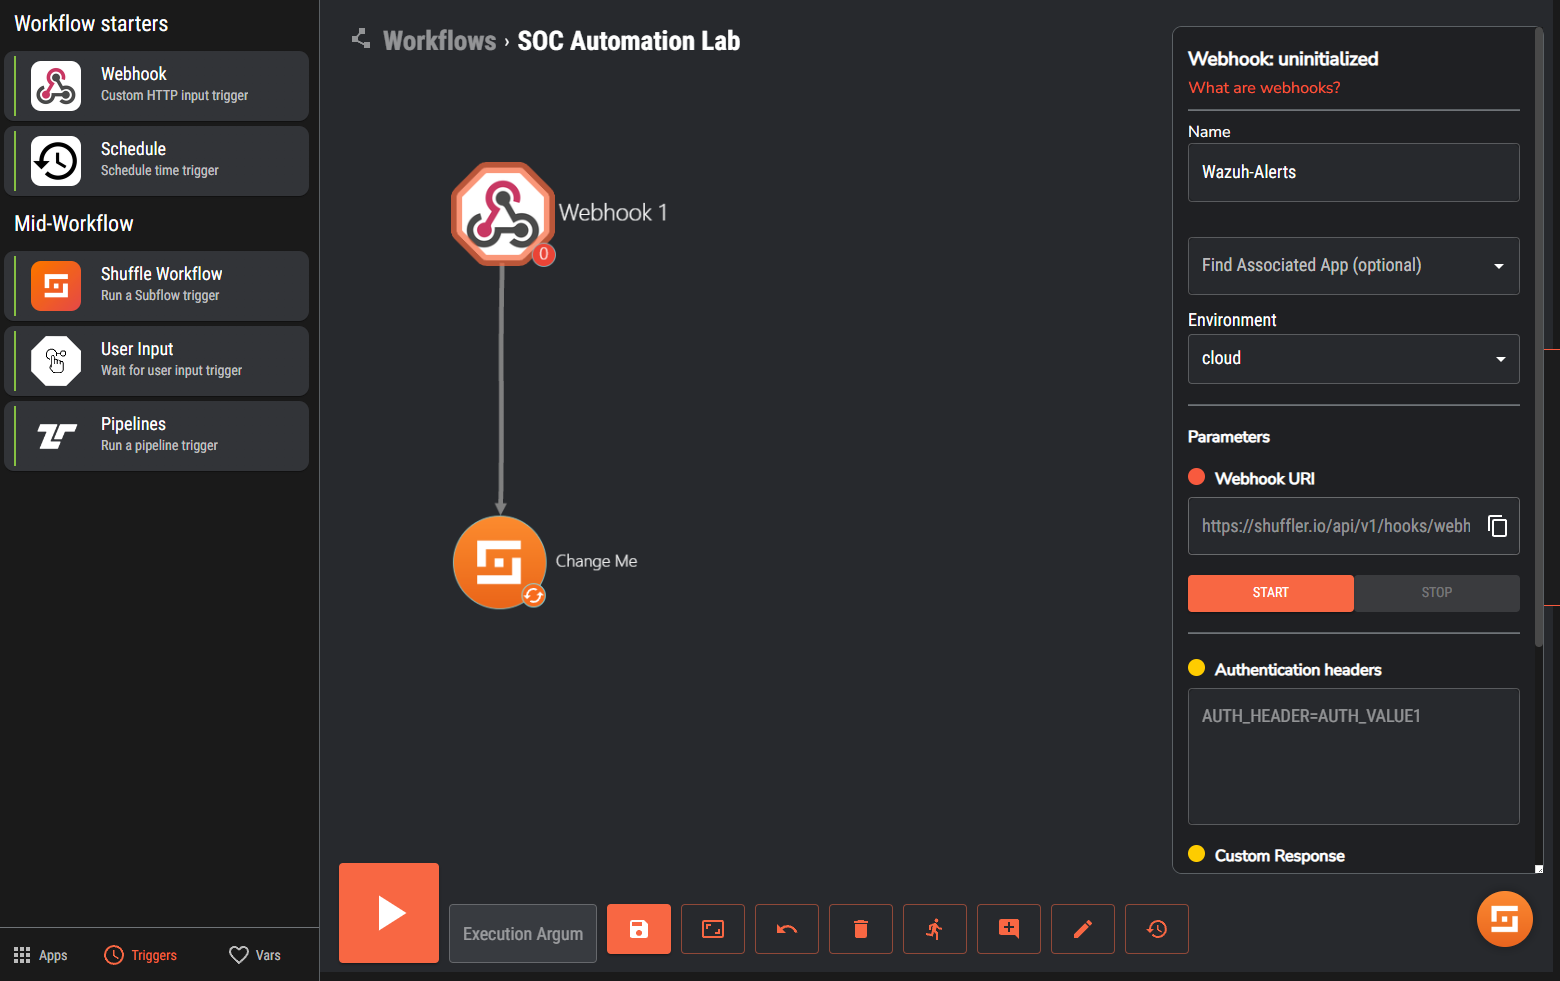 Workflow starters
Webhook
Custom HTTP input trigger
Schedule
Schedule time trigger
Mid-Workflow
Shuffle Workflow
Run a Subflow trigger
User Input
Wait for user input trigger
Pipelines
Run a pipeline trigger
Apps
Triggers
Vars
Workflows › SOC Automation Lab
Webhook 1
0
Change Me
Execution Argum
Webhook: uninitialized
What are webhooks?
Name
Wazuh-Alerts
Find Associated App (optional)
Environment
cloud
Parameters
Webhook URI
https://shuffler.io/api/v1/hooks/webh
START
STOP
Authentication headers
AUTH_HEADER=AUTH_VALUE1
Custom Response